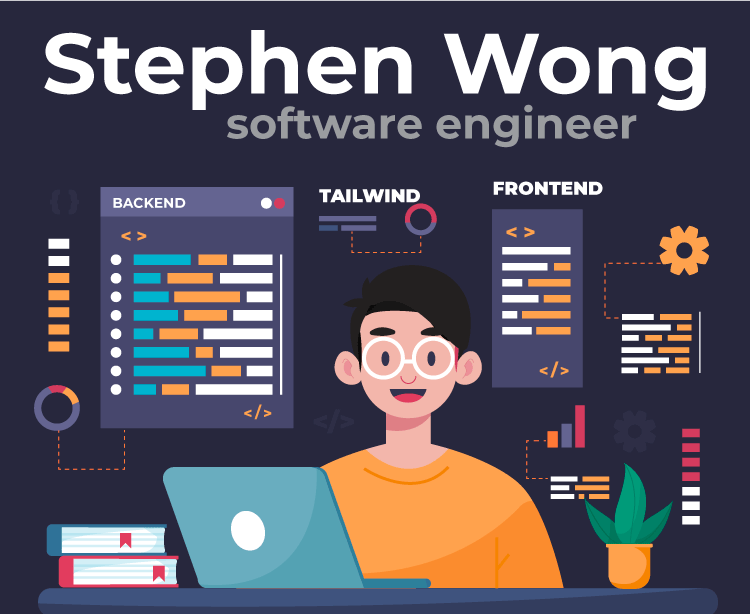 Stephen Wong
software engineer
BACKEND
TAILWIND
FRONTEND
{ }
< >
< >
</>
</>
</>